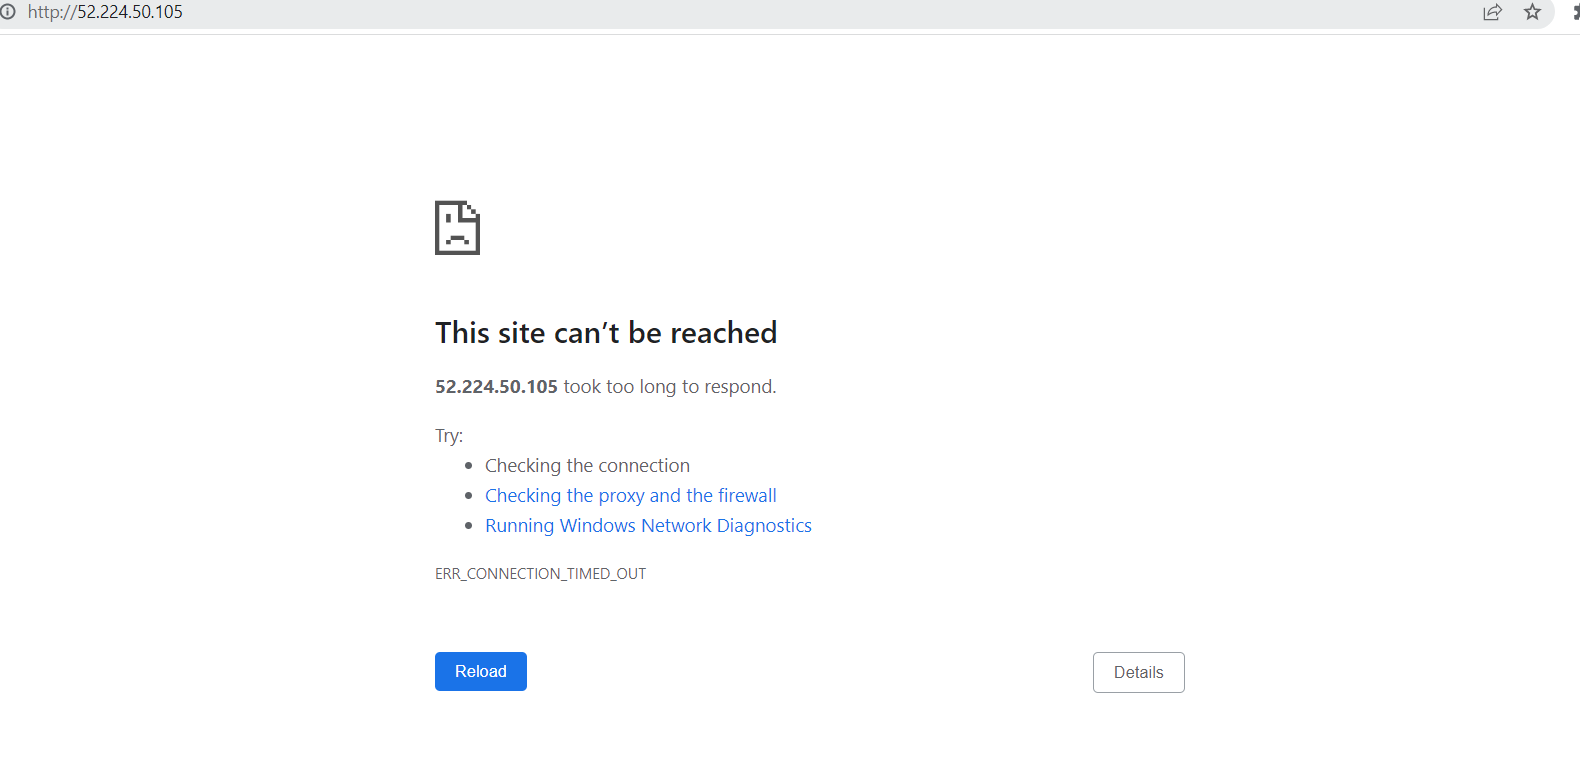 http://52.224.50.105
This site can’t be reached
52.224.50.105 took too long to respond.
Try:
Checking the connection
Checking the proxy and the firewall
Running Windows Network Diagnostics
ERR_CONNECTION_TIMED_OUT
Reload
Details